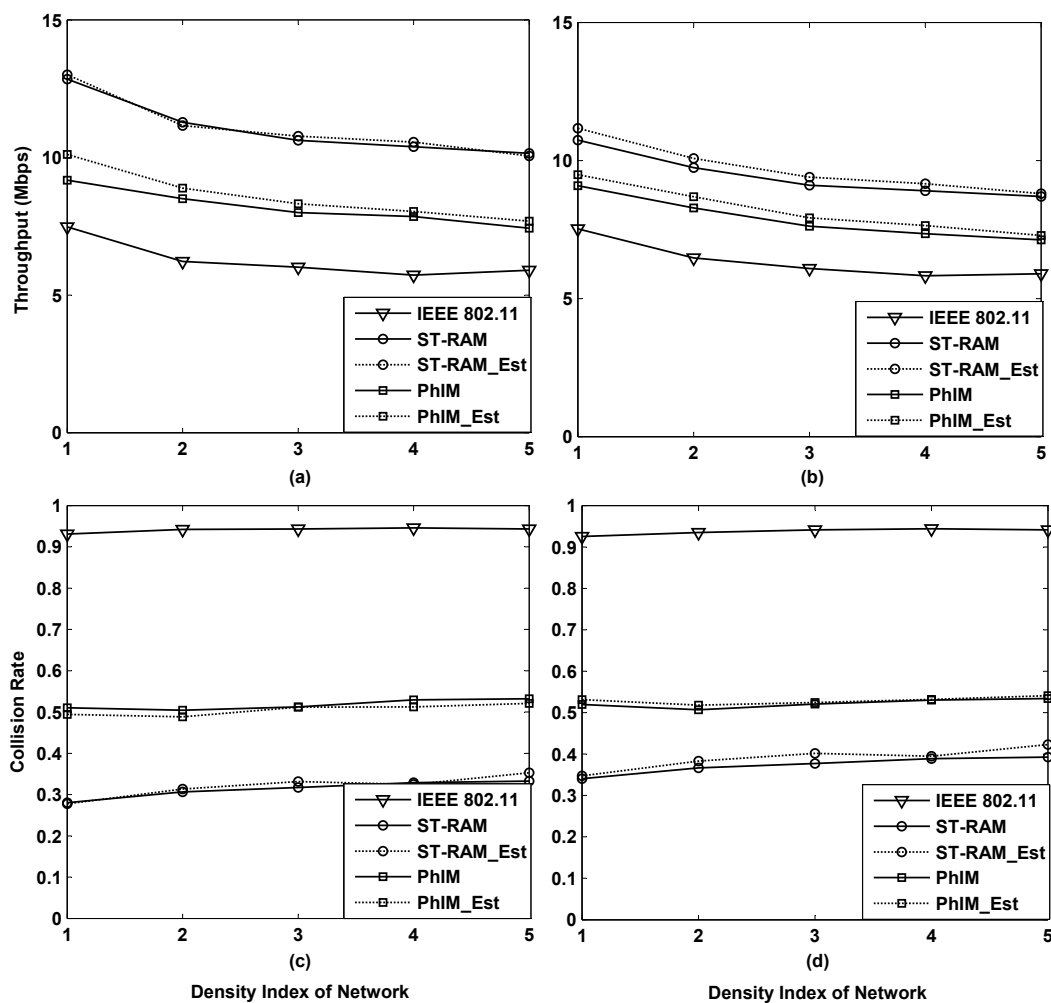 15
10
5
0
Throughput (Mbps)
1 2 3 4 5
(a)
IEEE 802.11
ST-RAM
ST-RAM_Est
PhIM
PhIM_Est
15
10
5
0
1 2 3 4 5
(b)
IEEE 802.11
ST-RAM
ST-RAM_Est
PhIM
PhIM_Est
1
0.9
0.8
0.7
0.6
0.5
0.4
0.3
0.2
0.1
0
Collision Rate
1 2 3 4 5
(c)
Density Index of Network
IEEE 802.11
ST-RAM
ST-RAM_Est
PhIM
PhIM_Est
1
0.9
0.8
0.7
0.6
0.5
0.4
0.3
0.2
0.1
0
1 2 3 4 5
(d)
Density Index of Network
IEEE 802.11
ST-RAM
ST-RAM_Est
PhIM
PhIM_Est